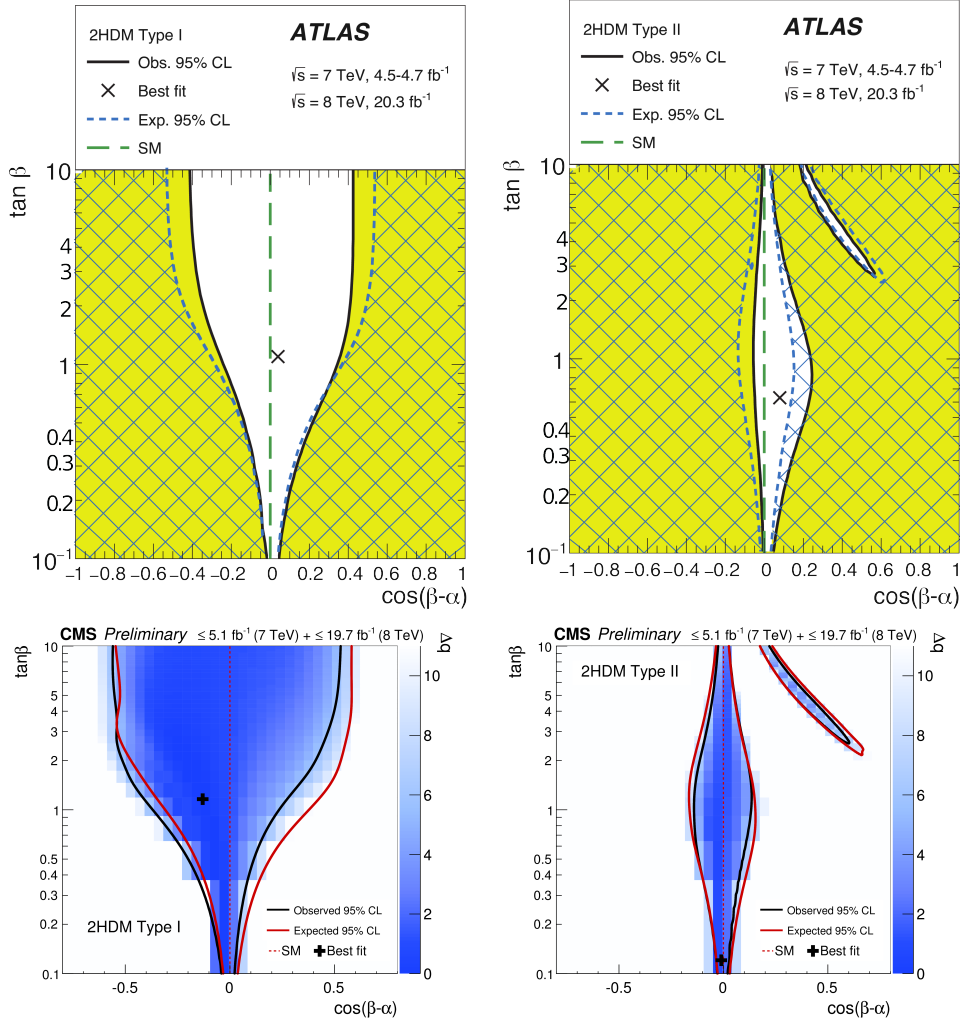 2HDM Type I
ATLAS
Obs. 95% CL
Best fit
Exp. 95% CL
SM
√s = 7 TeV, 4.5-4.7 fb⁻¹
√s = 8 TeV, 20.3 fb⁻¹
tan β
10
4
3
2
1
0.4
0.3
0.2
10⁻¹
−1 −0.8 −0.6 −0.4 −0.2 0 0.2 0.4 0.6 0.8 1
cos(β-α)
2HDM Type II
ATLAS
Obs. 95% CL
Best fit
Exp. 95% CL
SM
√s = 7 TeV, 4.5-4.7 fb⁻¹
√s = 8 TeV, 20.3 fb⁻¹
tan β
10
4
3
2
1
0.4
0.3
0.2
10⁻¹
−1 −0.8 −0.6 −0.4 −0.2 0 0.2 0.4 0.6 0.8 1
cos(β-α)
CMS Preliminary ≤ 5.1 fb⁻¹ (7 TeV) + ≤ 19.7 fb⁻¹ (8 TeV)
tanβ
∇q
10
5
4
3
2
1
0.5
0.4
0.3
0.2
0.1
2HDM Type I
Observed 95% CL
Expected 95% CL
SM Best fit
-0.5 0 0.5
cos(β-α)
10
8
6
4
2
0
CMS Preliminary ≤ 5.1 fb⁻¹ (7 TeV) + ≤ 19.7 fb⁻¹ (8 TeV)
tanβ
∇q
10
5
4
3
2
1
0.5
0.4
0.3
0.2
0.1
2HDM Type II
Observed 95% CL
Expected 95% CL
SM Best fit
-0.5 0 0.5
cos(β-α)
10
8
6
4
2
0